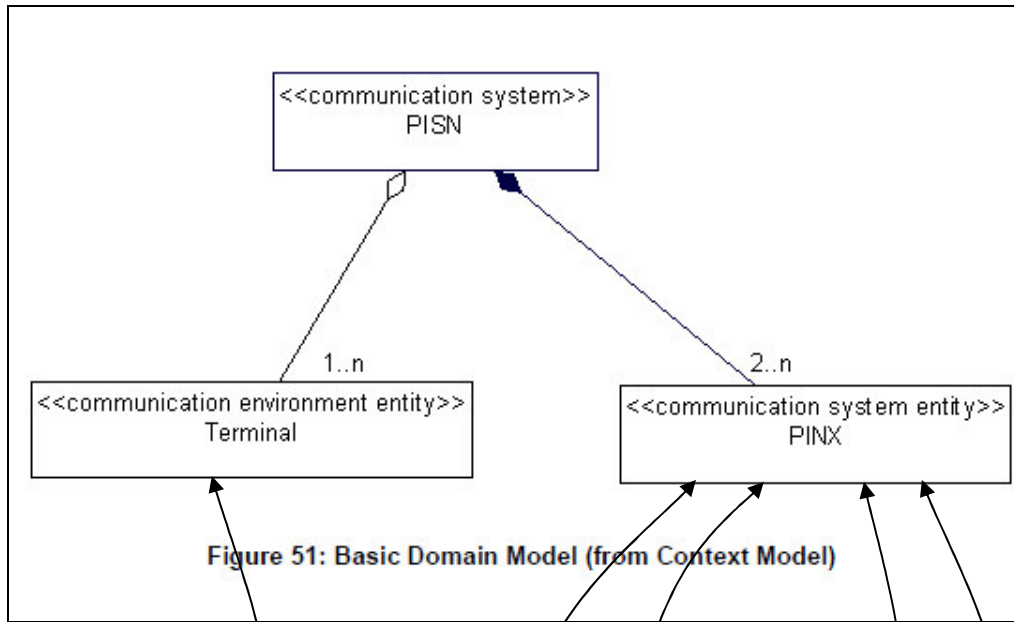 <<communication system>>
PISN
1..n
2..n
<<communication environment entity>>
Terminal
<<communication system entity>>
PINX
Figure 51: Basic Domain Model (from Context Model)